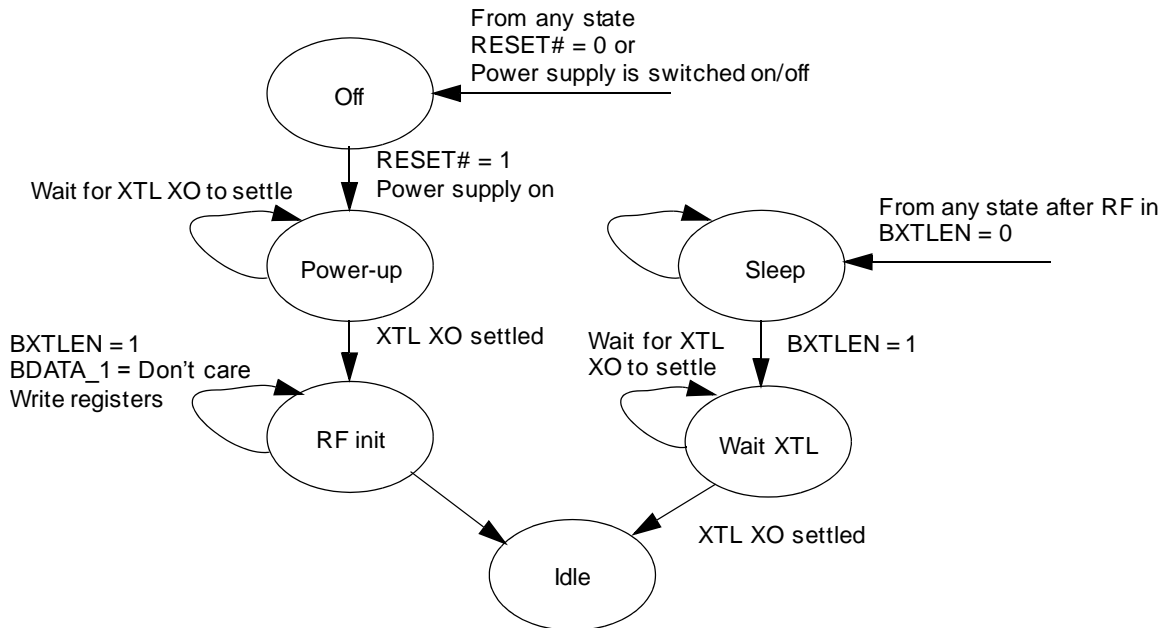 From any state
RESET# = 0 or
Power supply is switched on/off
Off
RESET# = 1
Power supply on
Wait for XTL XO to settle
From any state after RF in
BXTLEN = 0
Power-up
Sleep
XTL XO settled
Wait for XTL
XO to settle
BXTLEN = 1
BXTLEN = 1
BDATA_1 = Don't care
Write registers
RF init
Wait XTL
XTL XO settled
Idle